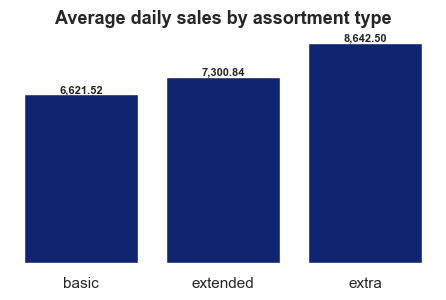 Average daily sales by assortment type
8,642.50
7,300.84
6,621.52
basic extended extra